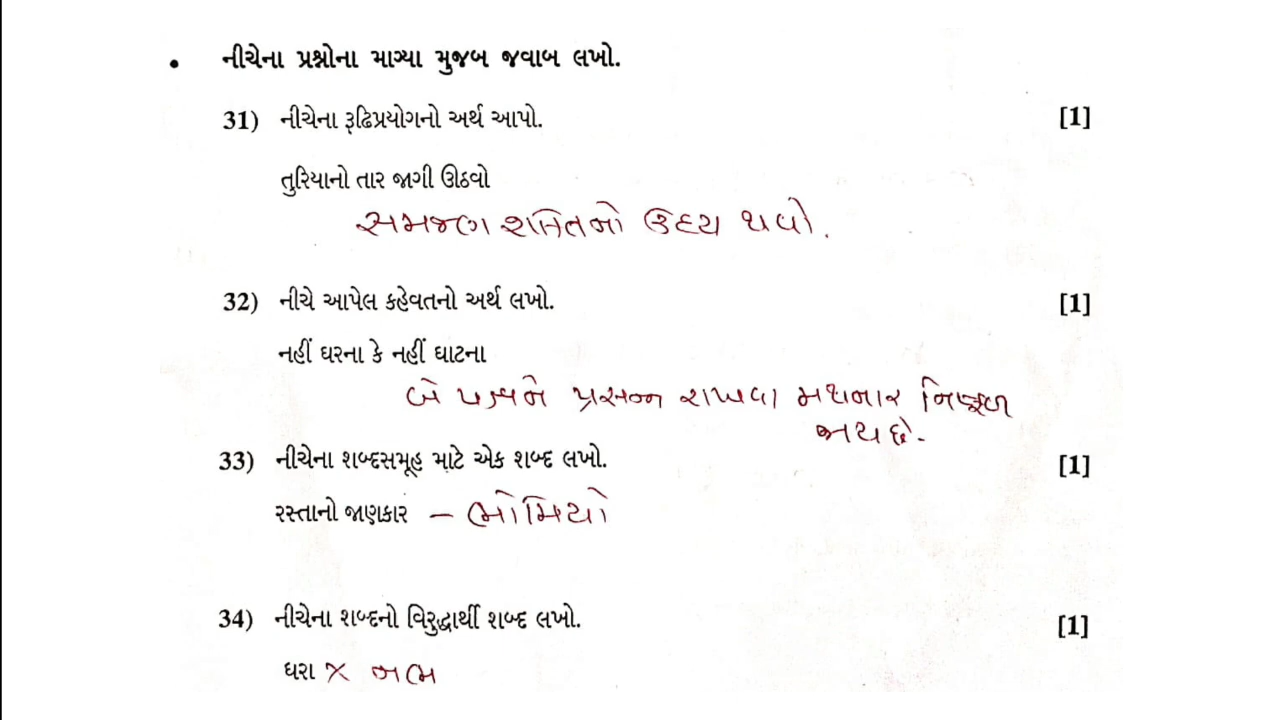 • નીચેના પ્રશ્નોના માગ્યા મુજબ જવાબ લખો.
31) નીચેના રૂઢિપ્રયોગનો અર્થ આપો. [1]
તુરિયાનો તાર જાગી ઊઠવો
સમજણ શક્તિનો ઉદય થવો.
32) નીચે આપેલ કહેવતનો અર્થ લખો. [1]
નહીં ઘરના કે નહીં ઘાટના
બે પક્ષને પ્રસન્ન રાખવા મથનાર નિષ્ફળ
જાય છે.
33) નીચેના શબ્દસમૂહ માટે એક શબ્દ લખો. [1]
રસ્તાનો જાણકાર – ભોમિયો
34) નીચેના શબ્દનો વિરુદ્ધાર્થી શબ્દ લખો. [1]
ધરા × નભ